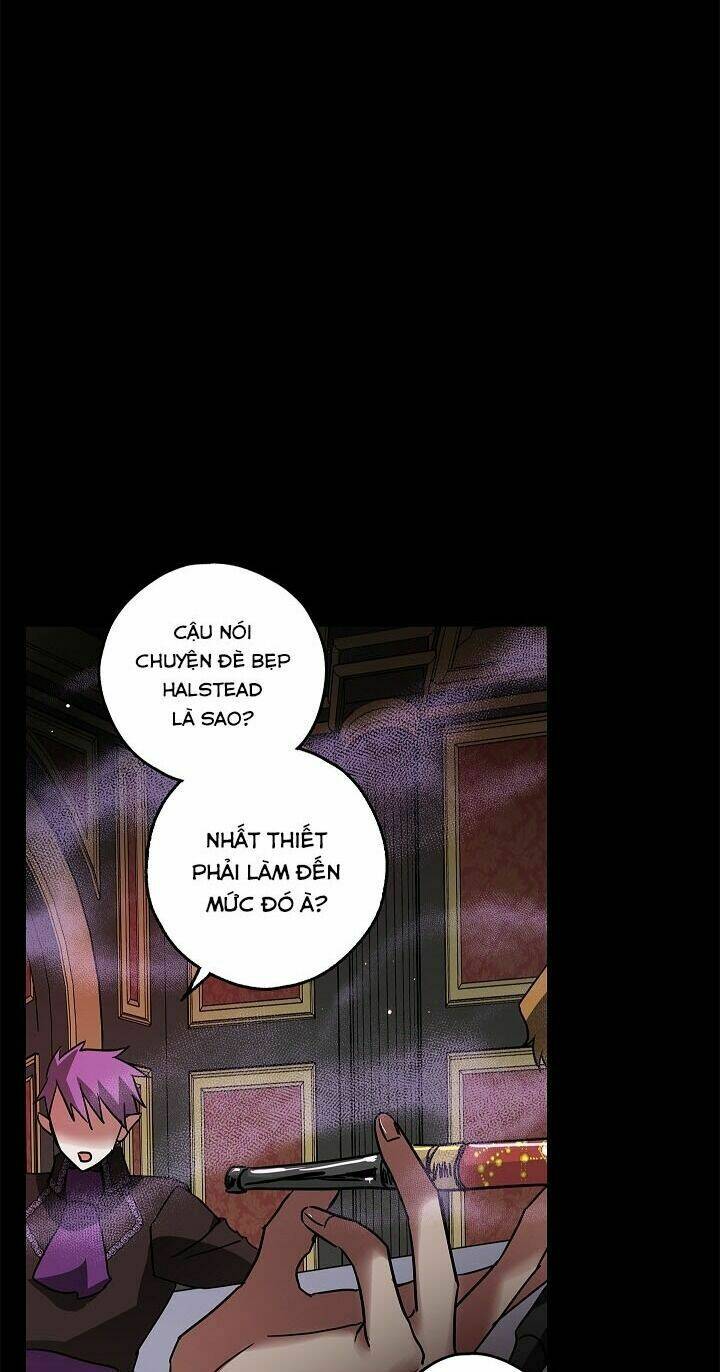 CẬU NÓI
CHUYỆN ĐÈ BẸP
HALSTEAD
LÀ SAO?
NHẤT THIẾT
PHẢI LÀM ĐẾN
MỨC ĐÓ À?